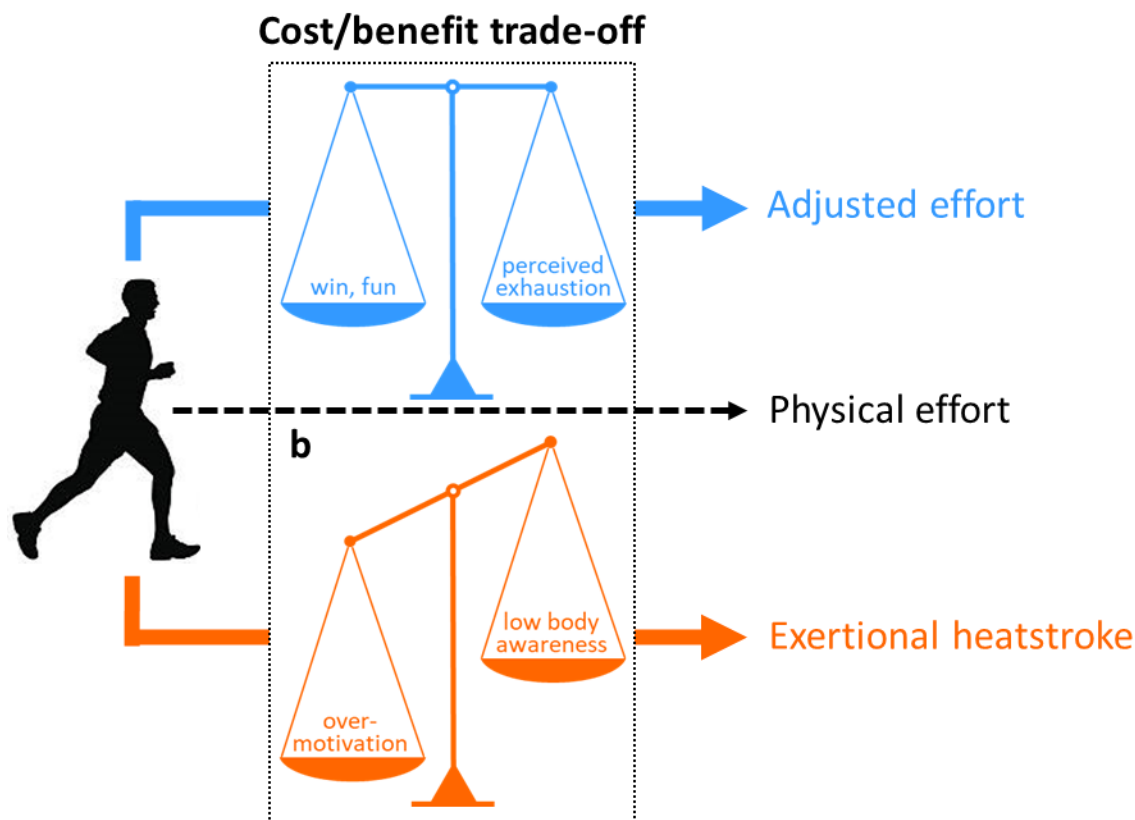 Cost/benefit trade-off
win, fun
perceived
exhaustion
Adjusted effort
Physical effort
b
low body
awareness
over-
motivation
Exertional heatstroke